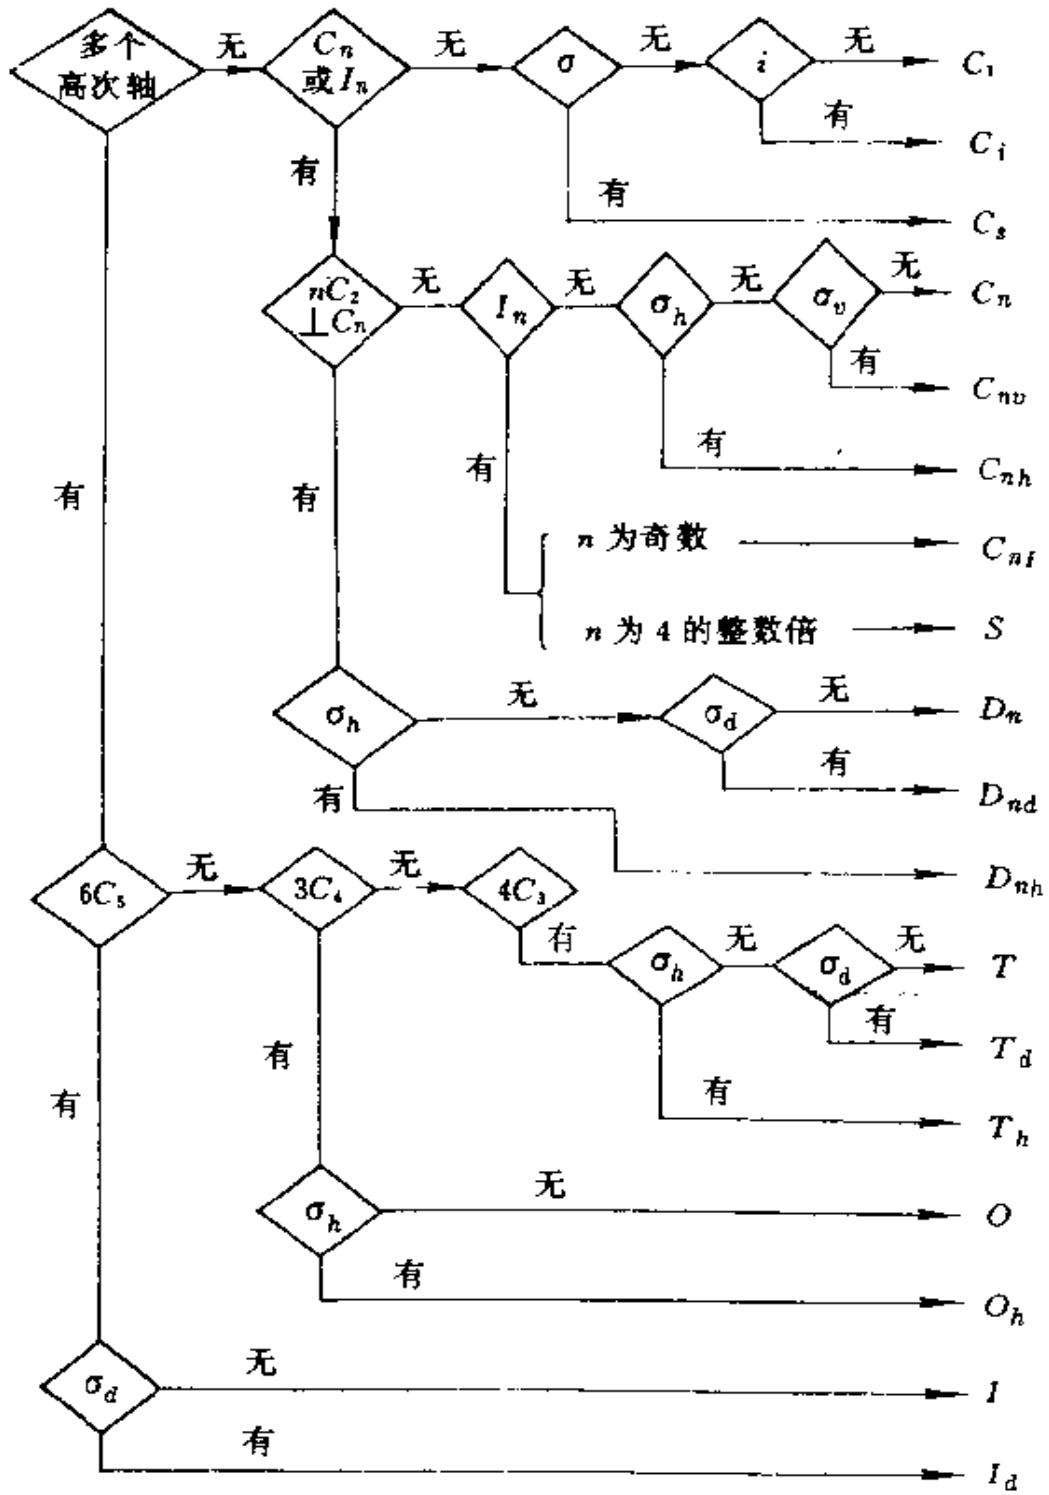 多个
高次轴
无
Cₙ
或Iₙ
无
σ
无
i
无
C₁
有
Cᵢ
有
有
Cₛ
nC₂
⊥Cₙ
无
Iₙ
无
σₕ
无
σᵥ
无
Cₙ
有
Cₙᵥ
有
有
有
有
Cₙₕ
n 为奇数
Cₙᵢ
n 为 4 的整数倍
S
σₕ
无
σd
无
Dₙ
有
Dₙd
有
Dₙₕ
6C₅
无
3C₄
无
4C₃
有
σₕ
无
σd
无
T
有
Td
有
有
有
Tₕ
σₕ
无
O
有
Oₕ
σd
无
I
有
Id